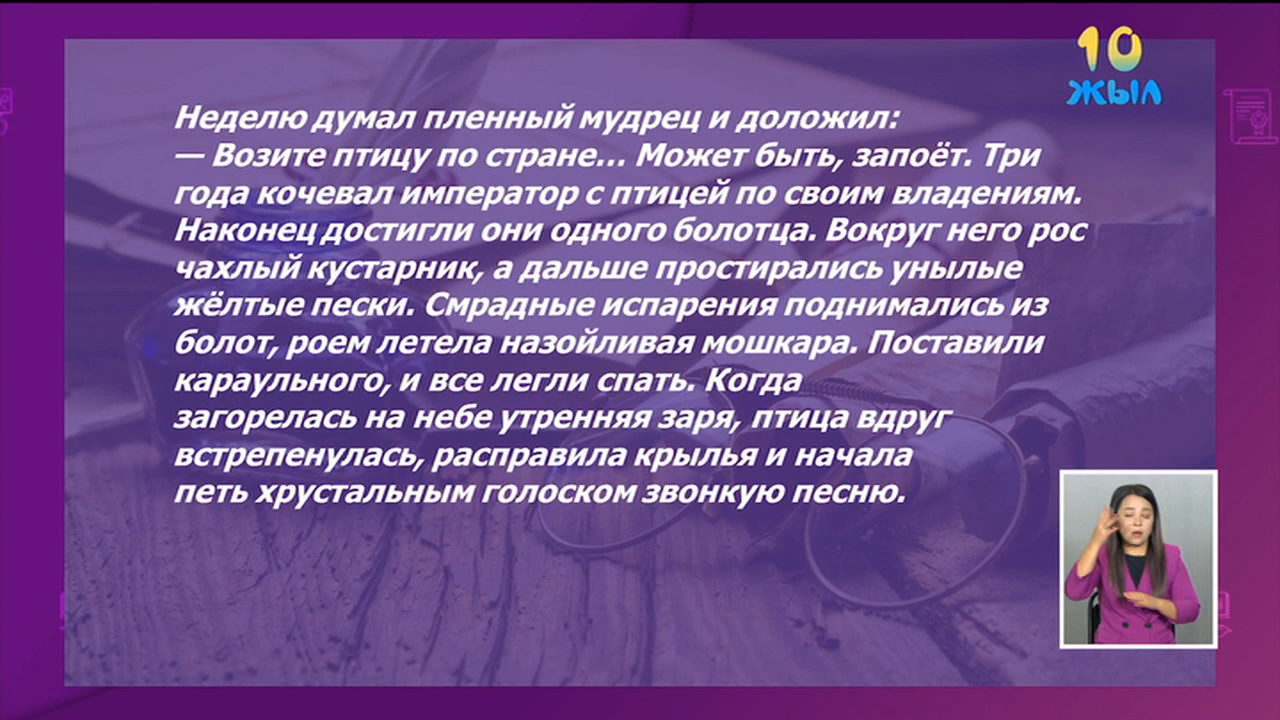 10
ЖЫЛ
Неделю думал пленный мудрец и доложил:
— Возите птицу по стране... Может быть, запоёт. Три
года кочевал император с птицей по своим владениям.
Наконец достигли они одного болотца. Вокруг него рос
чахлый кустарник, а дальше простирались унылые
жёлтые пески. Смрадные испарения поднимались из
болот, роем летела назойливая мошкара. Поставили
караульного, и все легли спать. Когда
загорелась на небе утренняя заря, птица вдруг
встрепенулась, расправила крылья и начала
петь хрустальным голоском звонкую песню.